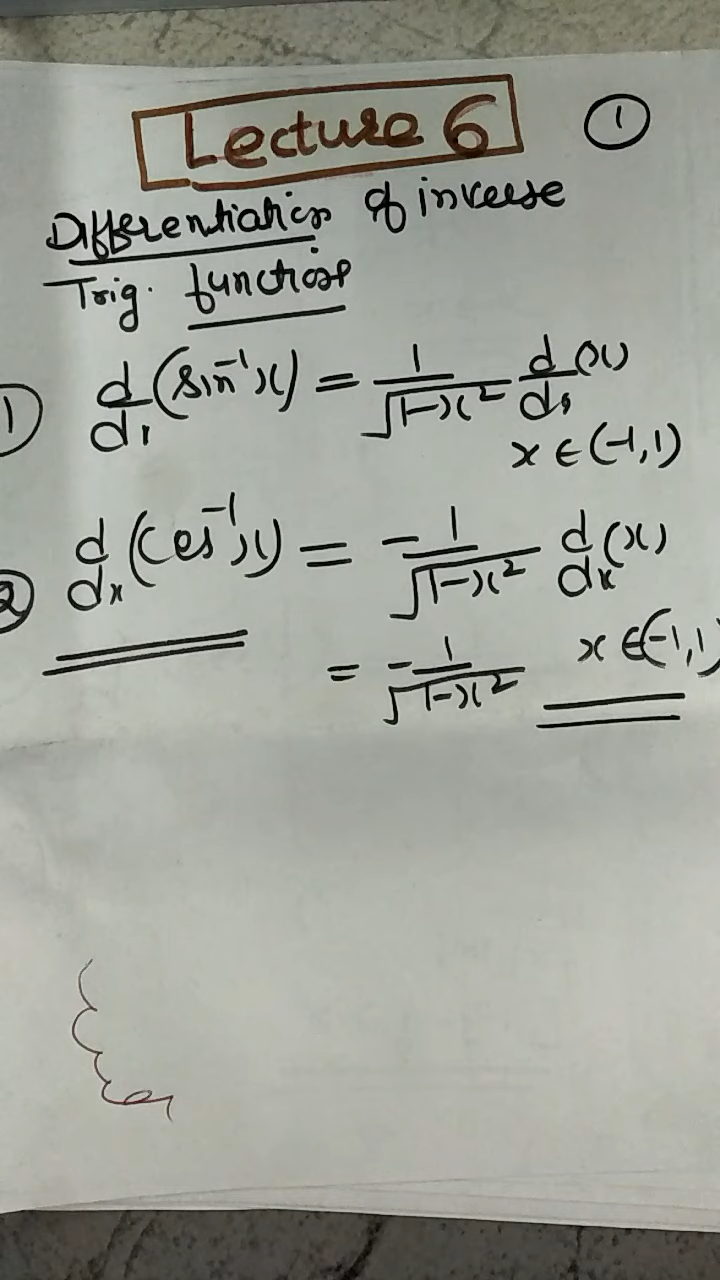 Lecture 6 ①
Differentiation of inverse
Trig. functions
① d/dx (sin⁻¹x) = 1/√1-x² d/dx (x)
x ∈ (-1,1)
② d/dx (cos⁻¹x) = -1/√1-x² d/dx (x)
= -1/√1-x² x ∈ (-1,1)